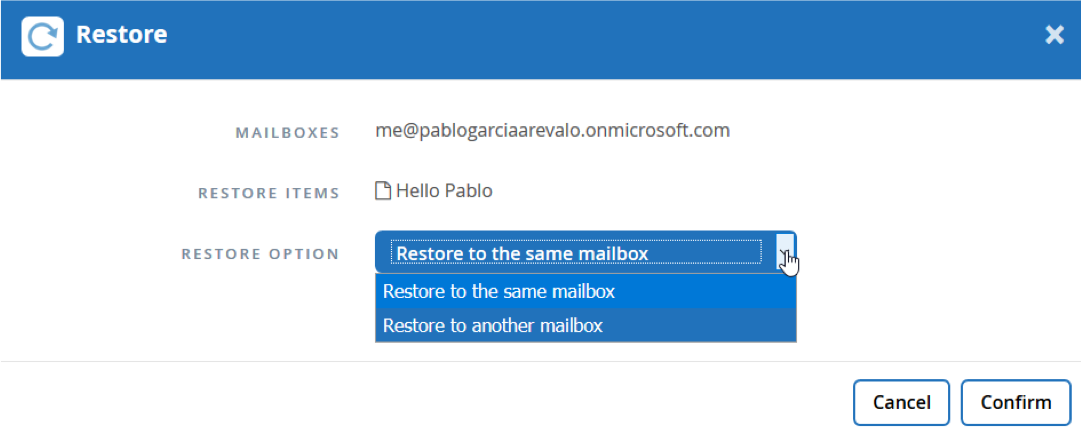 Restore
MAILBOXES me@pablogarciaarevalo.onmicrosoft.com
RESTORE ITEMS Hello Pablo
RESTORE OPTION Restore to the same mailbox
Restore to the same mailbox
Restore to another mailbox
Cancel Confirm